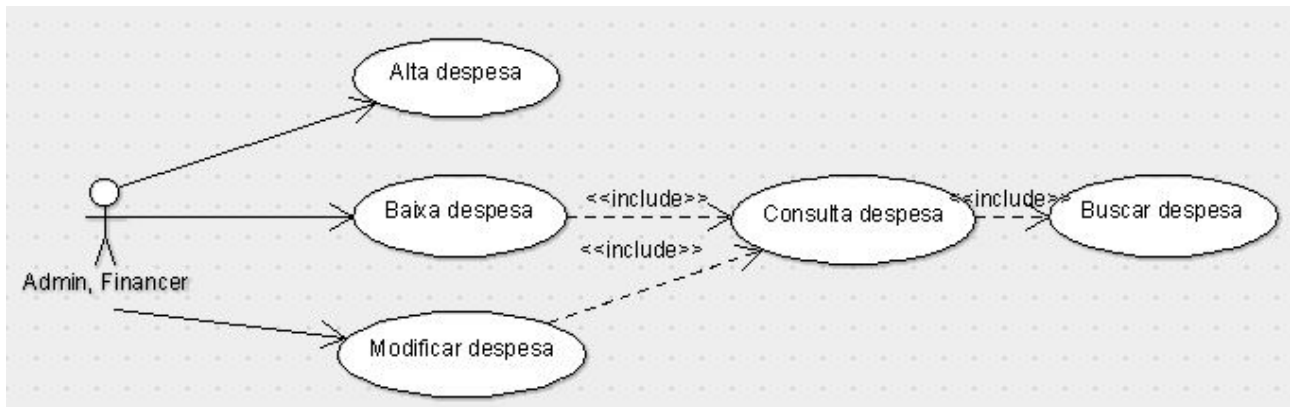 Alta despesa
Baixa despesa
<<include>>
Consulta despesa
<<include>>
Buscar despesa
<<include>>
Admin, Financer
Modificar despesa